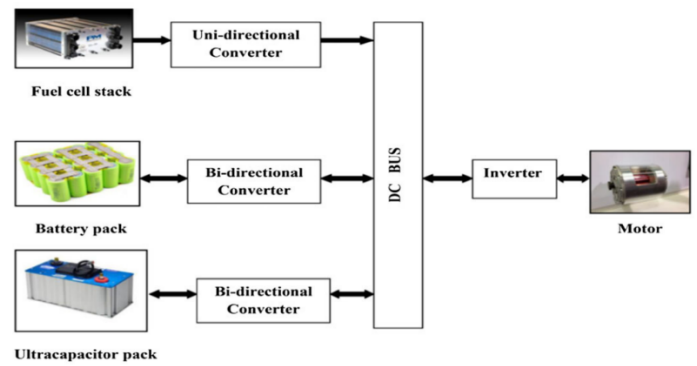 Uni-directional
Converter
Fuel cell stack
Bi-directional
Converter
Battery pack
DC BUS
Inverter
Motor
Bi-directional
Converter
Ultracapacitor pack